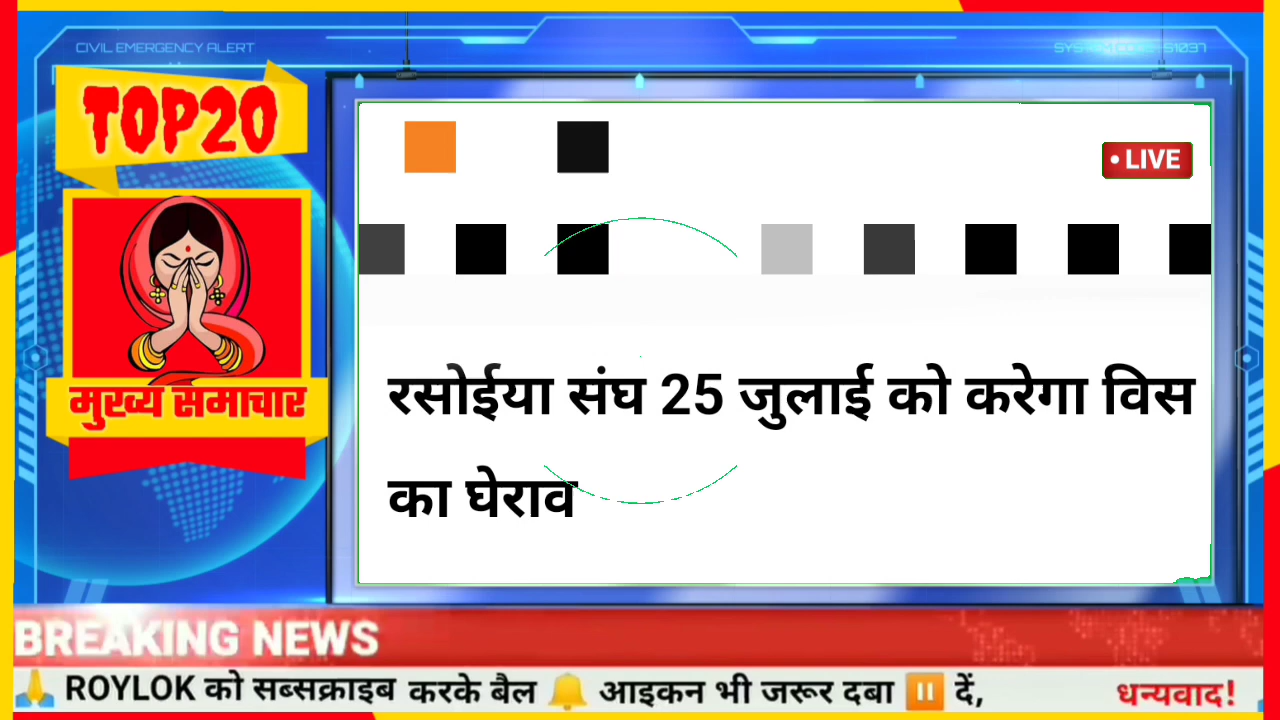 CIVIL EMERGENCY ALERT
TOP20
मुख्य समाचार
• LIVE
रसोईया संघ 25 जुलाई को करेगा विस
का घेराव
BREAKING NEWS
🙏 ROYLOK को सब्सक्राइब करके बैल 🔔 आइकन भी जरूर दबा ⏸️ दें, धन्यवाद!